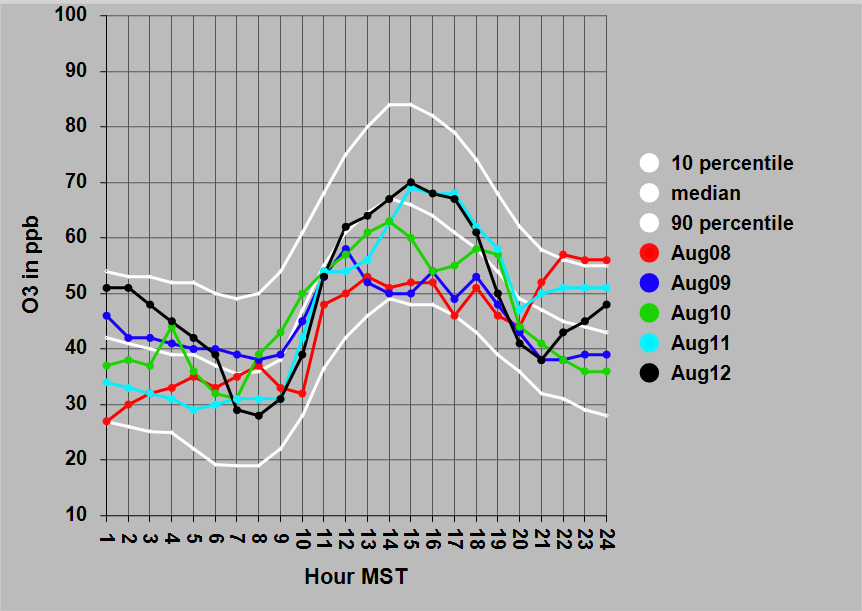 100
90
80
70
60
50
40
30
20
10
O3 in ppb
1 2 3 4 5 6 7 8 9 10 11 12 13 14 15 16 17 18 19 20 21 22 23 24
Hour MST
10 percentile
median
90 percentile
Aug08
Aug09
Aug10
Aug11
Aug12